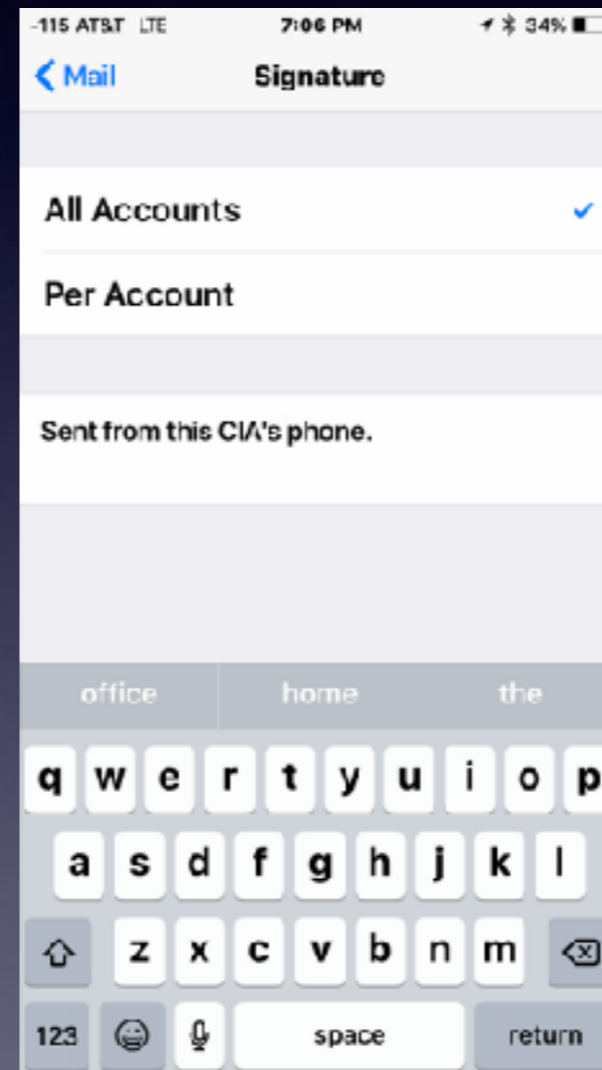 -115 AT&T LTE 7:06 PM 34%
Mail Signature
All Accounts
Per Account
Sent from this CIA's phone.
office home the
q w e r t y u i o p
a s d f g h j k l
z x c v b n m
123 space return